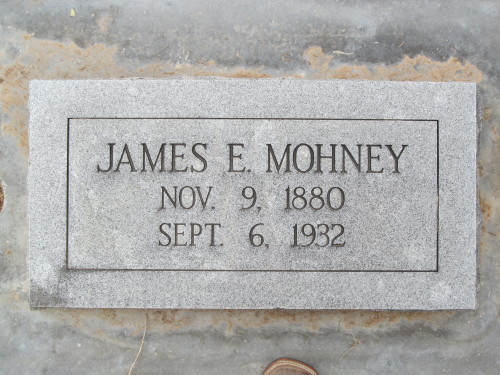 JAMES E. MOHNEY
NOV. 9, 1880
SEPT. 6, 1932